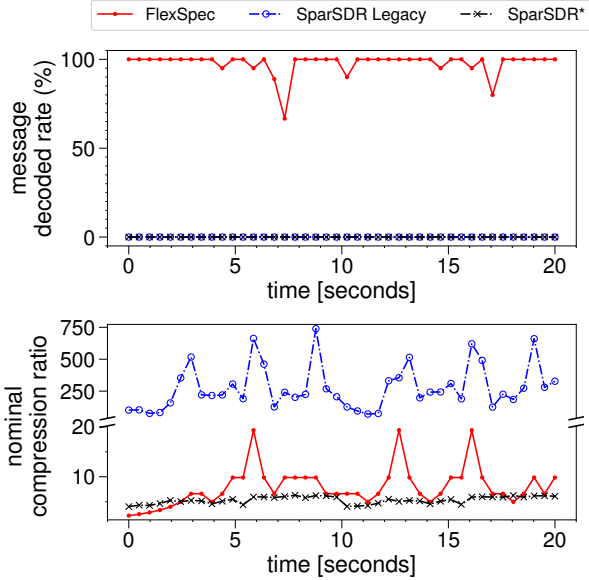 FlexSpec SparSDR Legacy SparSDR*
message
decoded rate (%)
100
50
0
0 5 10 15 20
time [seconds]
nominal
compression ratio
750
500
250
20
10
0 5 10 15 20
time [seconds]